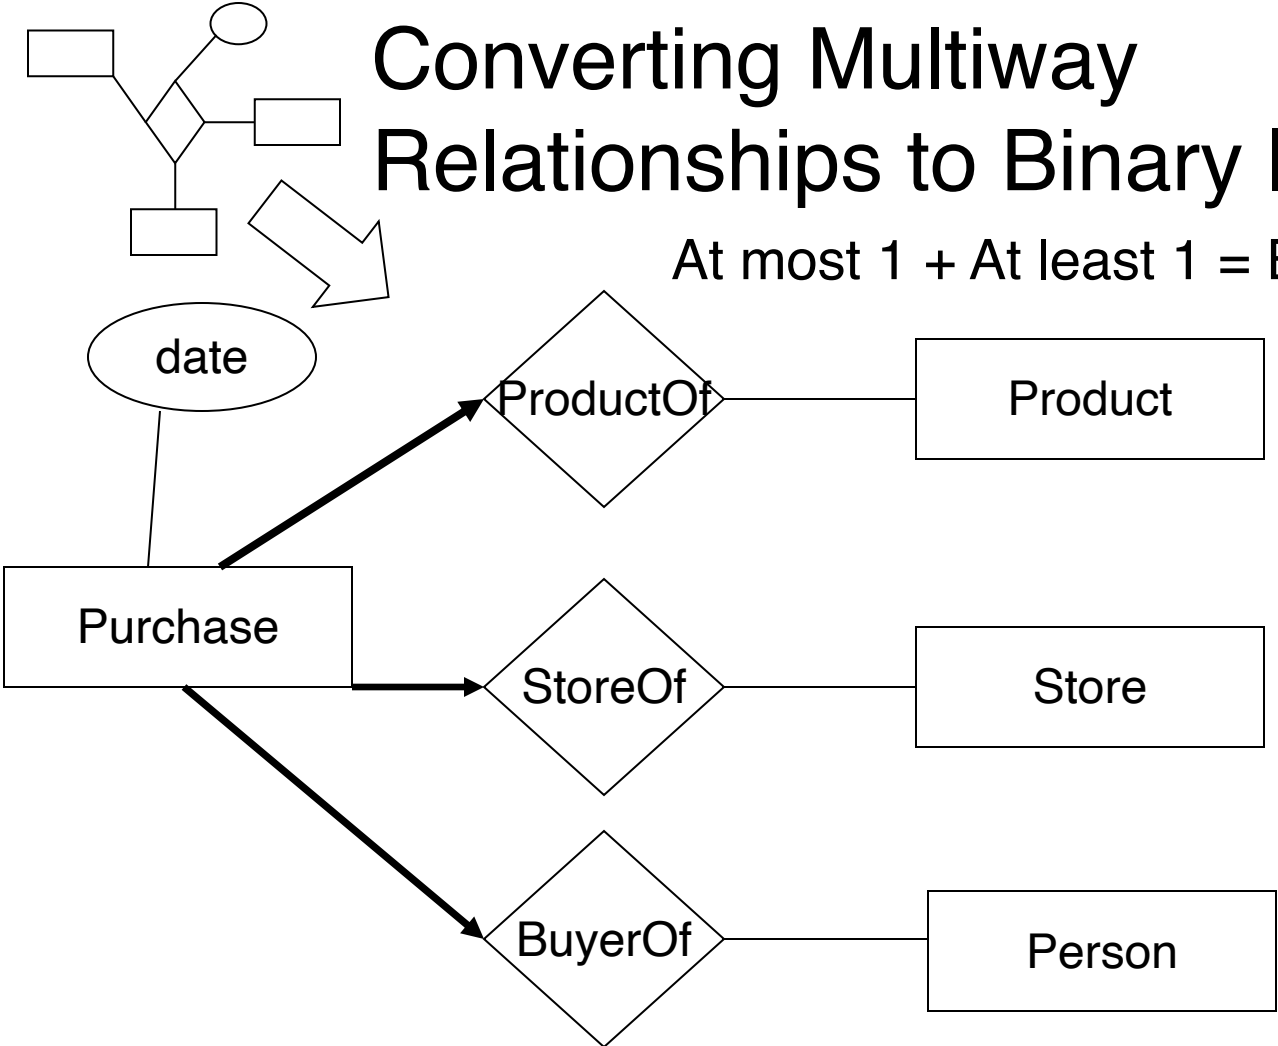 Converting Multiway
Relationships to Binary
At most 1 + At least 1 =
date
ProductOf
Product
Purchase
StoreOf
Store
BuyerOf
Person